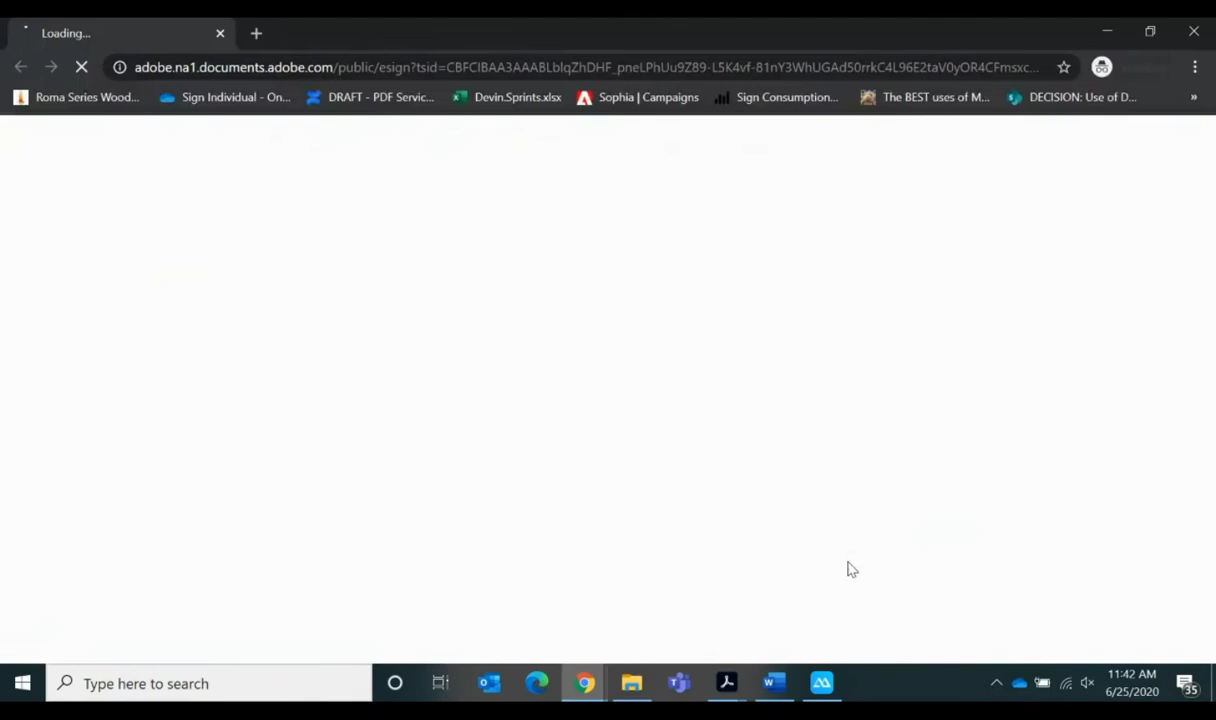 Loading...
adobe.na1.documents.adobe.com/public/esign?tsid=CBFCIBAA3AAABLblqZhDHF_pneLPhUu9Z89-L5K4vf-81nY3WhUGAd50rrkC4L96E2taV0yOR4CFmsxc...
Roma Series Wood... Sign Individual - On... DRAFT - PDF Servic... Devin.Sprints.xlsx Sophia | Campaigns Sign Consumption... The BEST uses of M... DECISION: Use of D... »
Type here to search
11:42 AM
6/25/2020
35